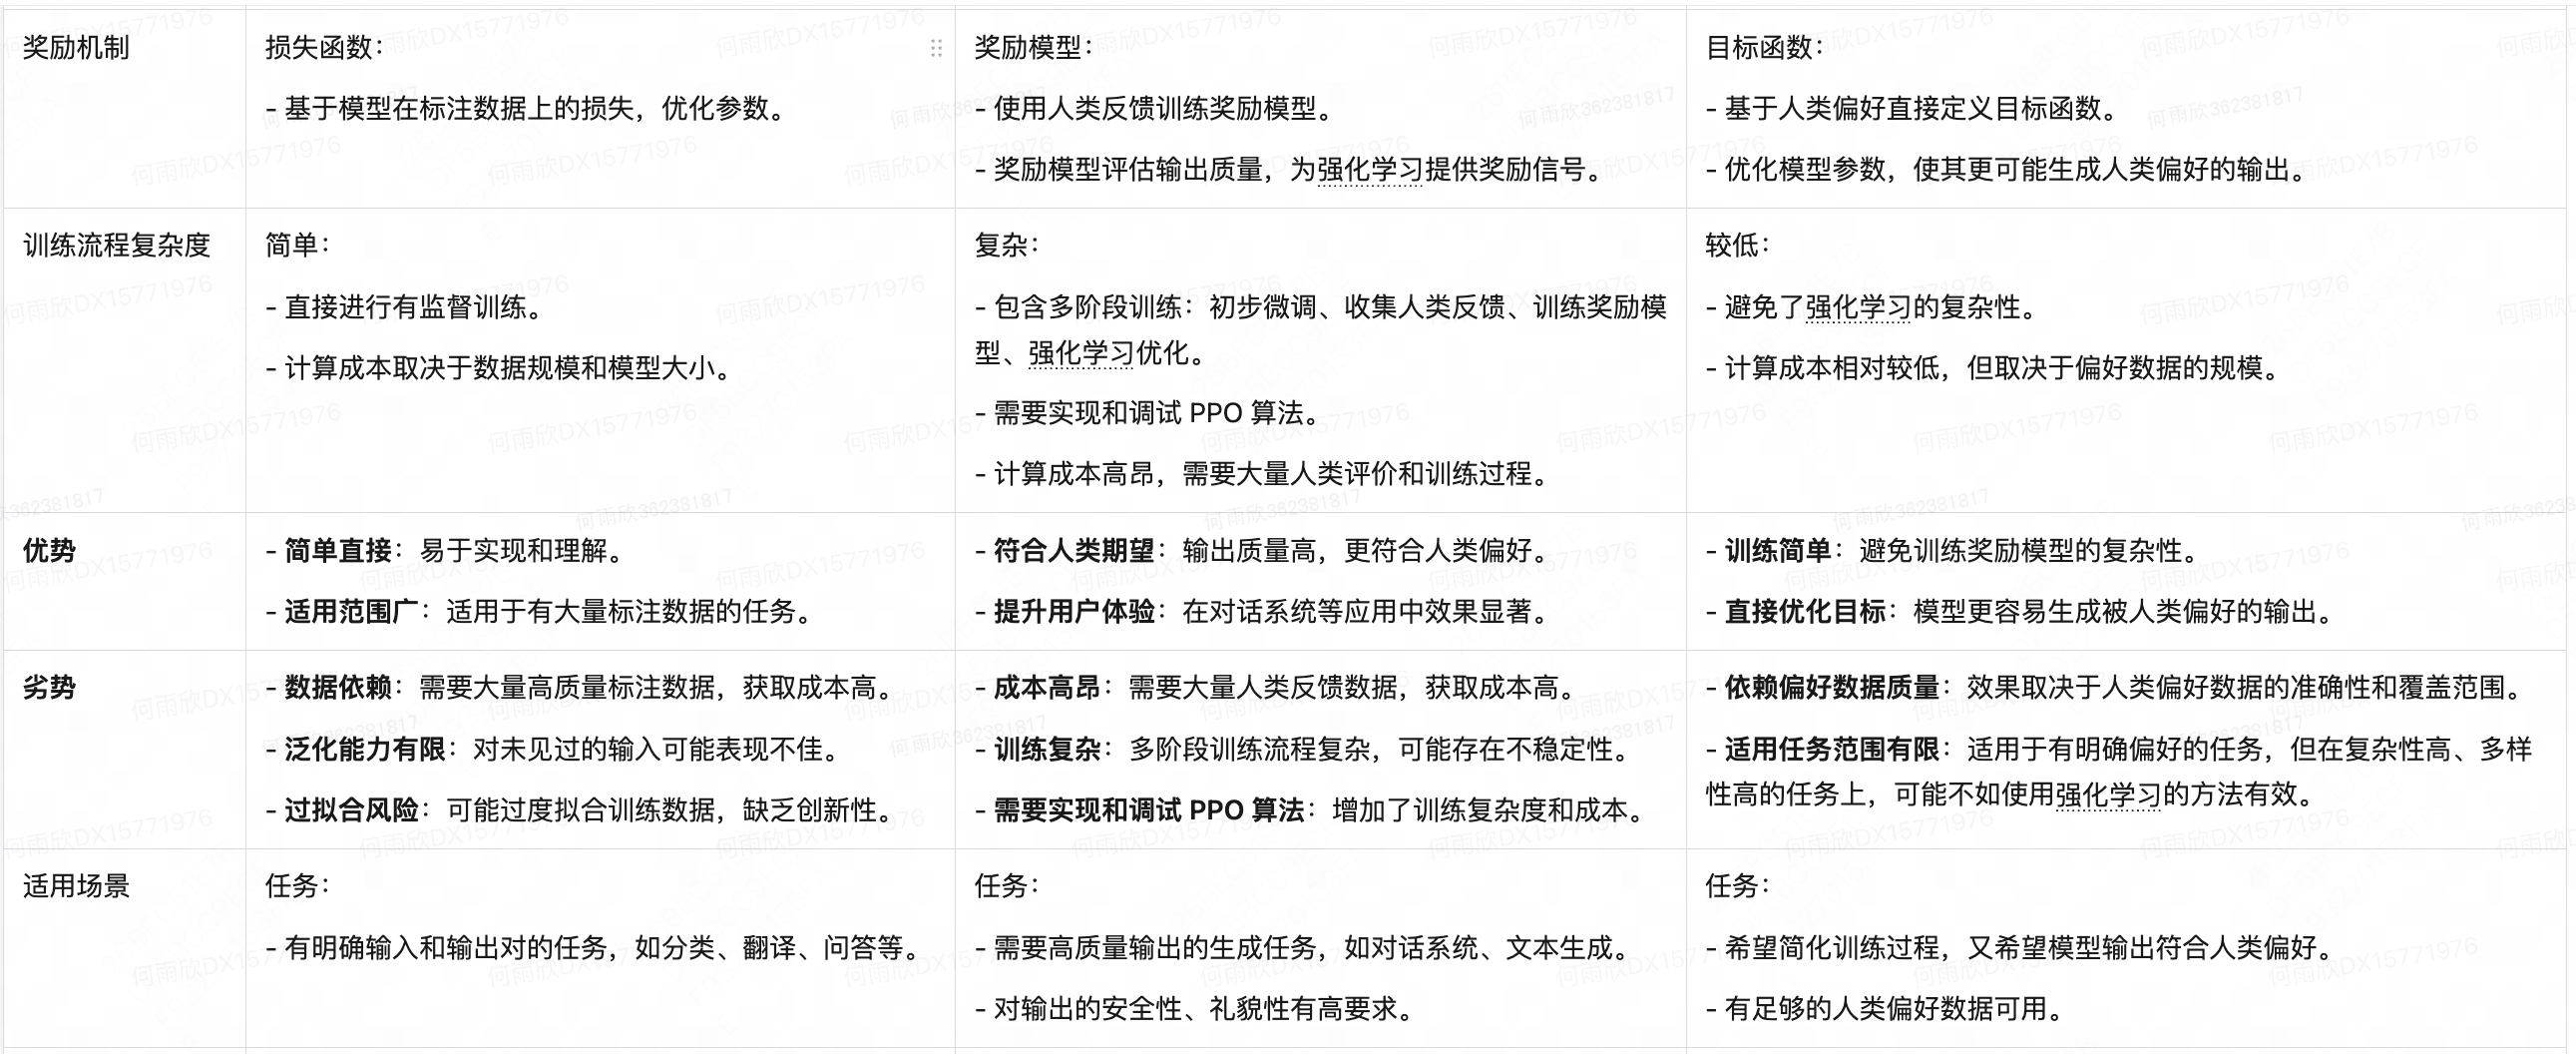 奖励机制
损失函数：
- 基于模型在标注数据上的损失，优化参数。
奖励模型：
- 使用人类反馈训练奖励模型。
- 奖励模型评估输出质量，为强化学习提供奖励信号。
目标函数：
- 基于人类偏好直接定义目标函数。
- 优化模型参数，使其更可能生成人类偏好的输出。
训练流程复杂度
简单：
- 直接进行有监督训练。
- 计算成本取决于数据规模和模型大小。
复杂：
- 包含多阶段训练：初步微调、收集人类反馈、训练奖励模
型、强化学习优化。
- 需要实现和调试 PPO 算法。
- 计算成本高昂，需要大量人类评价和训练过程。
较低：
- 避免了强化学习的复杂性。
- 计算成本相对较低，但取决于偏好数据的规模。
优势
- 简单直接：易于实现和理解。
- 适用范围广：适用于有大量标注数据的任务。
- 符合人类期望：输出质量高，更符合人类偏好。
- 提升用户体验：在对话系统等应用中效果显著。
- 训练简单：避免训练奖励模型的复杂性。
- 直接优化目标：模型更容易生成被人类偏好的输出。
劣势
- 数据依赖：需要大量高质量标注数据，获取成本高。
- 泛化能力有限：对未见过的输入可能表现不佳。
- 过拟合风险：可能过度拟合训练数据，缺乏创新性。
- 成本高昂：需要大量人类反馈数据，获取成本高。
- 训练复杂：多阶段训练流程复杂，可能存在不稳定性。
- 需要实现和调试 PPO 算法：增加了训练复杂度和成本。
- 依赖偏好数据质量：效果取决于人类偏好数据的准确性和覆盖范围。
- 适用任务范围有限：适用于有明确偏好的任务，但在复杂性高、多样
性高的任务上，可能不如使用强化学习的方法有效。
适用场景
任务：
- 有明确输入和输出对的任务，如分类、翻译、问答等。
任务：
- 需要高质量输出的生成任务，如对话系统、文本生成。
- 对输出的安全性、礼貌性有高要求。
任务：
- 希望简化训练过程，又希望模型输出符合人类偏好。
- 有足够的人类偏好数据可用。
何雨欣DX15771976
何雨欣362381817